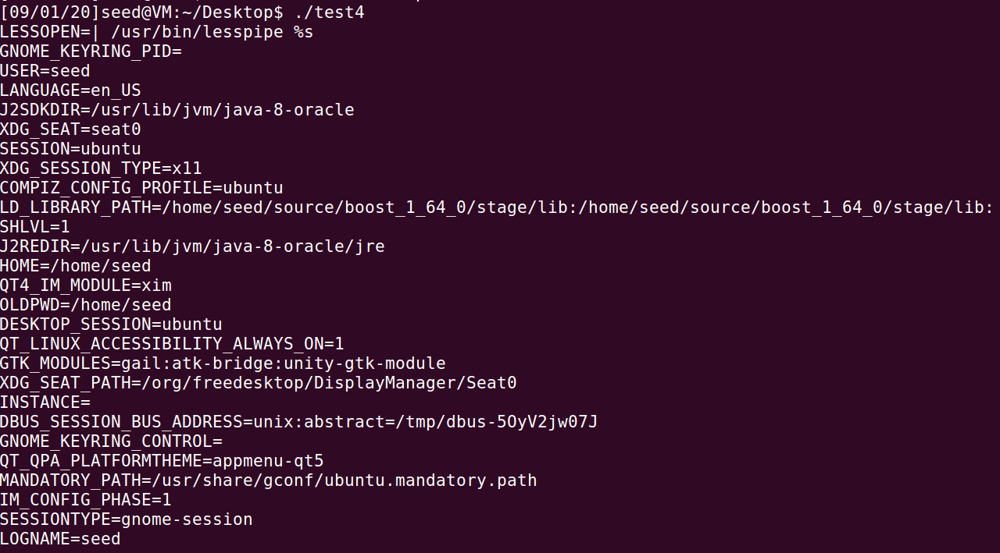 [09/01/20]seed@VM:~/Desktop$ ./test4
LESSOPEN=| /usr/bin/lesspipe %s
GNOME_KEYRING_PID=
USER=seed
LANGUAGE=en_US
J2SDKDIR=/usr/lib/jvm/java-8-oracle
XDG_SEAT=seat0
SESSION=ubuntu
XDG_SESSION_TYPE=x11
COMPIZ_CONFIG_PROFILE=ubuntu
LD_LIBRARY_PATH=/home/seed/source/boost_1_64_0/stage/lib:/home/seed/source/boost_1_64_0/stage/lib:
SHLVL=1
J2REDIR=/usr/lib/jvm/java-8-oracle/jre
HOME=/home/seed
QT4_IM_MODULE=xim
OLDPWD=/home/seed
DESKTOP_SESSION=ubuntu
QT_LINUX_ACCESSIBILITY_ALWAYS_ON=1
GTK_MODULES=gail:atk-bridge:unity-gtk-module
XDG_SEAT_PATH=/org/freedesktop/DisplayManager/Seat0
INSTANCE=
DBUS_SESSION_BUS_ADDRESS=unix:abstract=/tmp/dbus-5OyV2jw07J
GNOME_KEYRING_CONTROL=
QT_QPA_PLATFORMTHEME=appmenu-qt5
MANDATORY_PATH=/usr/share/gconf/ubuntu.mandatory.path
IM_CONFIG_PHASE=1
SESSIONTYPE=gnome-session
LOGNAME=seed